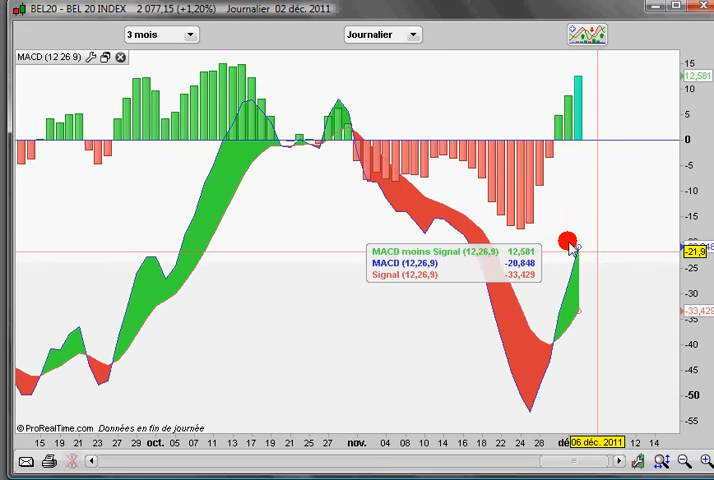 BEL20 - BEL 20 INDEX 2 077,15 (+1,20%) Journalier 02 déc. 2011
3 mois Journalier
MACD (12 26 9)
15
12,581
10
5
0
-5
-10
-15
MACD moins Signal (12,26,9) 12,581
MACD (12,26,9) -20,848
Signal (12,26,9) -33,429
-21,9
-25
-30
-33,429
-35
-40
-45
-50
-55
© ProRealTime.com Données en fin de journée
15 19 21 27 29 oct. 05 07 11 13 17 19 21 25 27 nov. 04 08 10 14 16 18 22 24 28 dé 06 déc. 2011 12 14